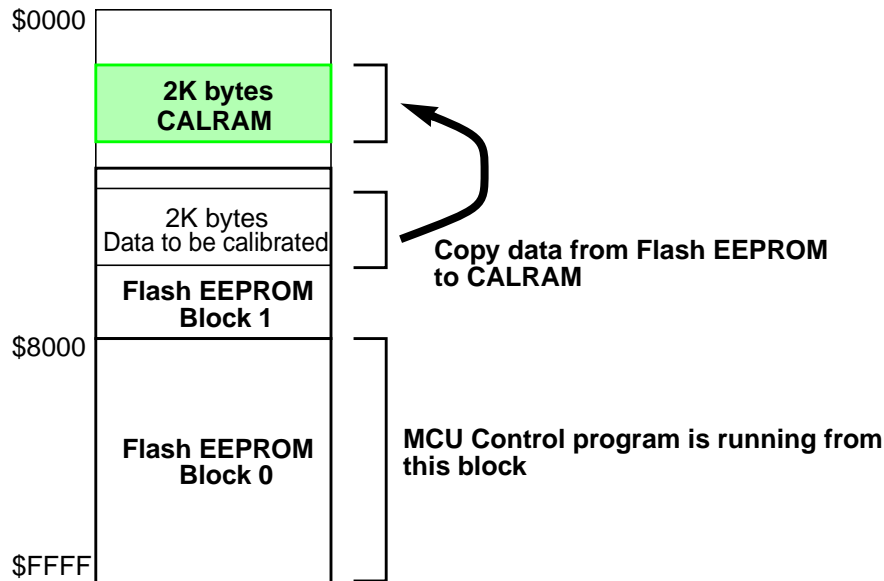 $0000
2K bytes
CALRAM
2K bytes
Data to be calibrated
Copy data from Flash EEPROM
to CALRAM
Flash EEPROM
Block 1
$8000
Flash EEPROM
Block 0
MCU Control program is running from
this block
$FFFF